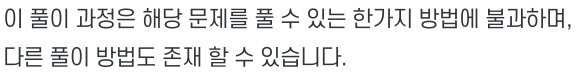 이 풀이 과정은 해당 문제를 풀 수 있는 한가지 방법에 불과하며,
다른 풀이 방법도 존재 할 수 있습니다.